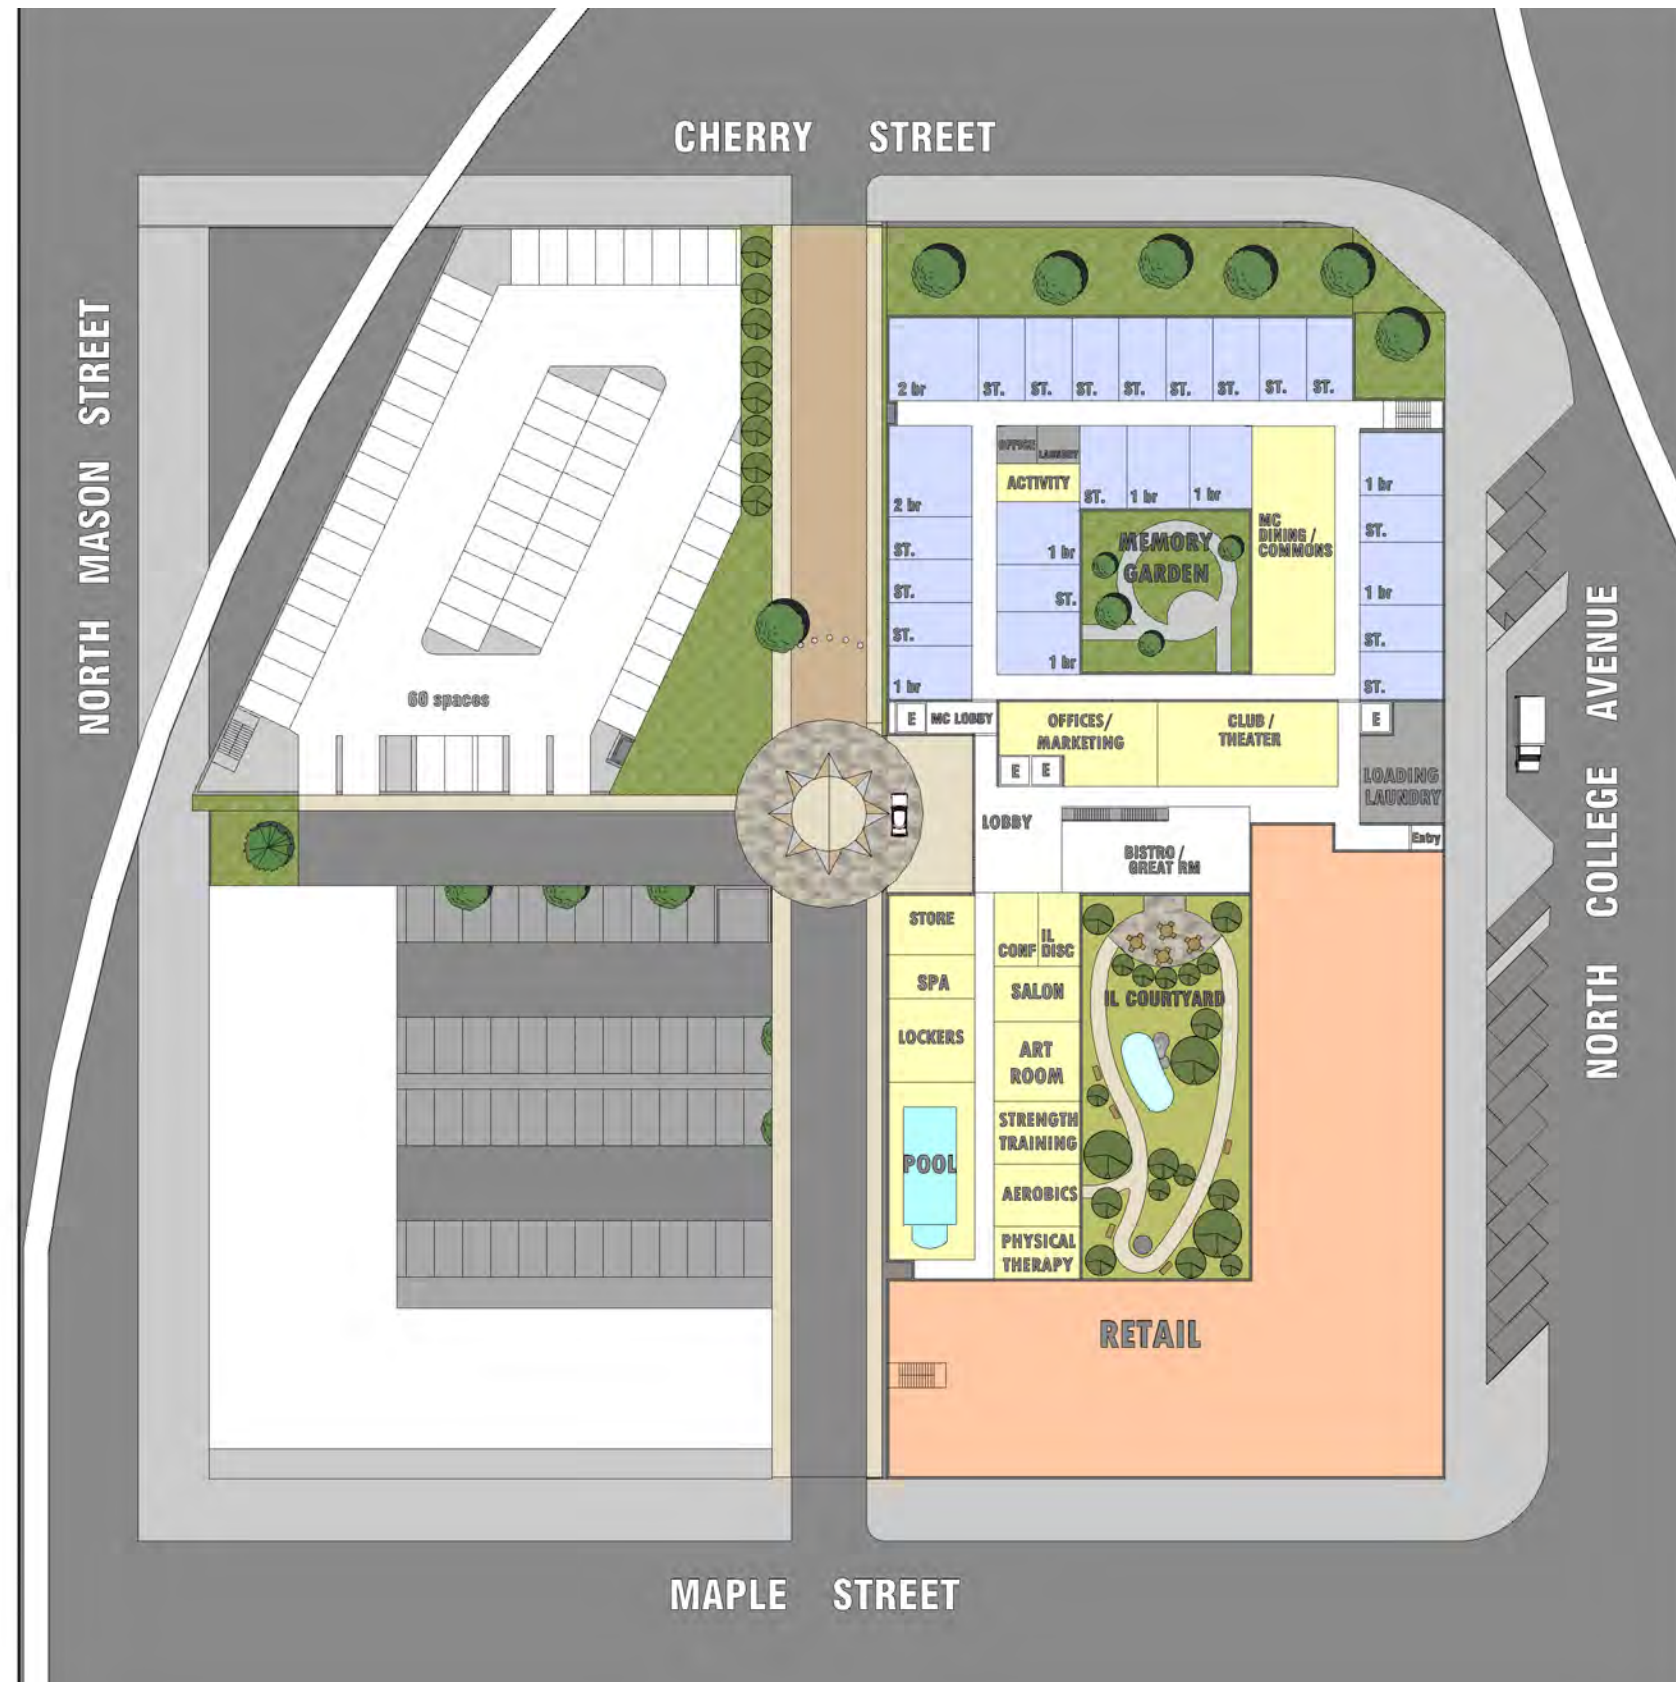 CHERRY STREET
NORTH MASON STREET
NORTH COLLEGE AVENUE
2 br
ST.
ST.
ST.
ST.
ST.
ST.
ST.
ST.
OFFICE
LAUNDRY
ACTIVITY
ST.
1 br
1 br
2 br
ST.
ST.
ST.
1 br
1 br
ST.
1 br
MEMORY
GARDEN
MC
DINING /
COMMONS
1 br
ST.
1 br
ST.
ST.
60 spaces
E
MC LOBBY
OFFICES/
MARKETING
CLUB /
THEATER
E
E
E
LOADING
LAUNDRY
LOBBY
BISTRO /
GREAT RM
Entry
STORE
CONF
IL
DISC
SPA
SALON
IL COURTYARD
LOCKERS
ART
ROOM
STRENGTH
TRAINING
POOL
AEROBICS
PHYSICAL
THERAPY
RETAIL
MAPLE STREET